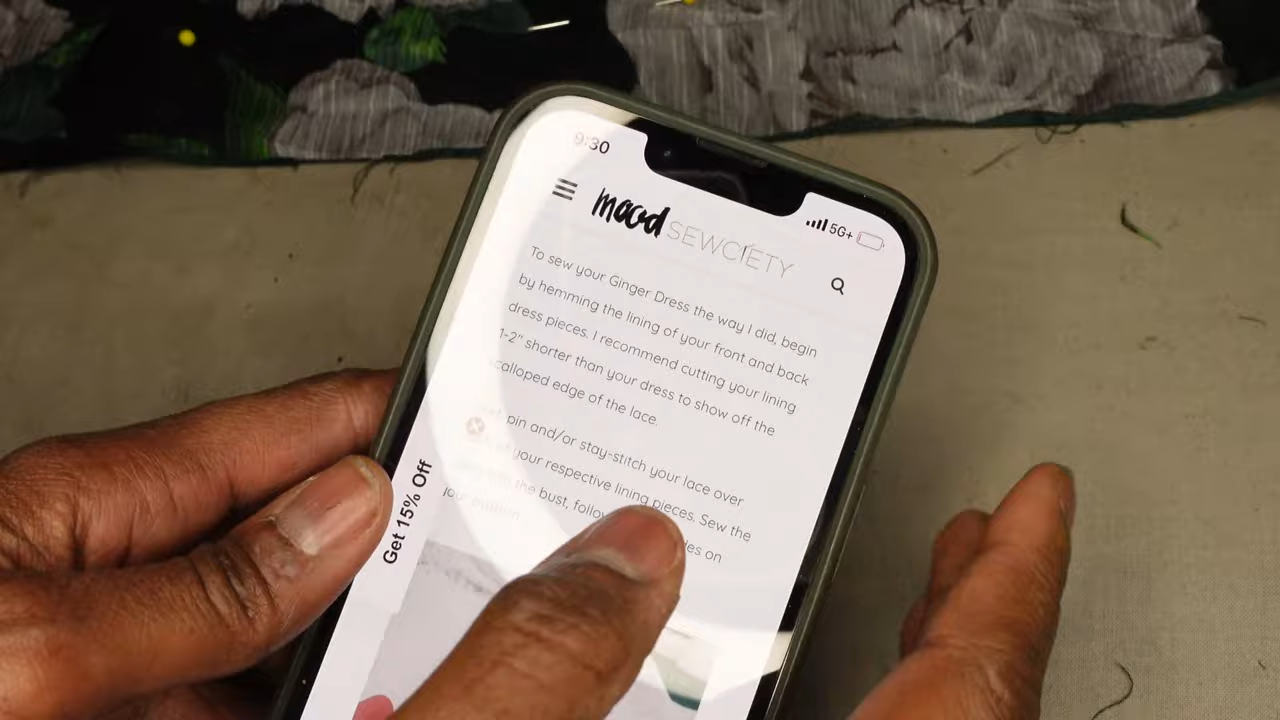 9:30
5G+
mood SEWCIETY
To sew your Ginger Dress the way I did, begin
by hemming the lining of your front and back
dress pieces. I recommend cutting your lining
1-2" shorter than your dress to show off the
calloped edge of the lace.
pin and/or stay-stitch your lace over
your respective lining pieces. Sew the
the bust, follow
les on
your
Get 15% Off